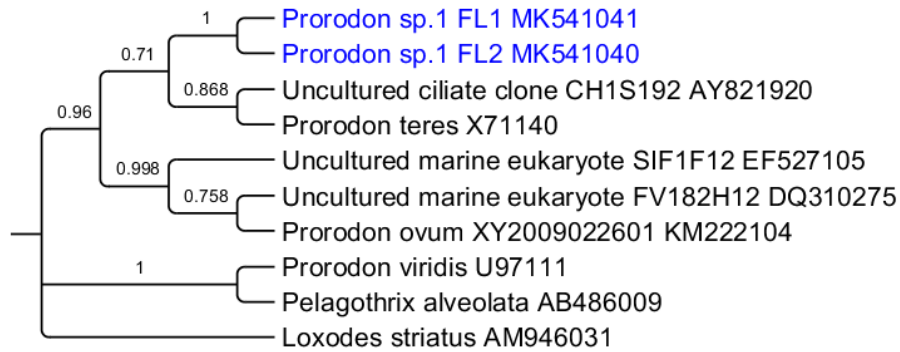 1
Prorodon sp.1 FL1 MK541041
Prorodon sp.1 FL2 MK541040
0.71
0.868
Uncultured ciliate clone CH1S192 AY821920
Prorodon teres X71140
0.96
0.998
Uncultured marine eukaryote SIF1F12 EF527105
0.758
Uncultured marine eukaryote FV182H12 DQ310275
Prorodon ovum XY2009022601 KM222104
1
Prorodon viridis U97111
Pelagothrix alveolata AB486009
Loxodes striatus AM946031